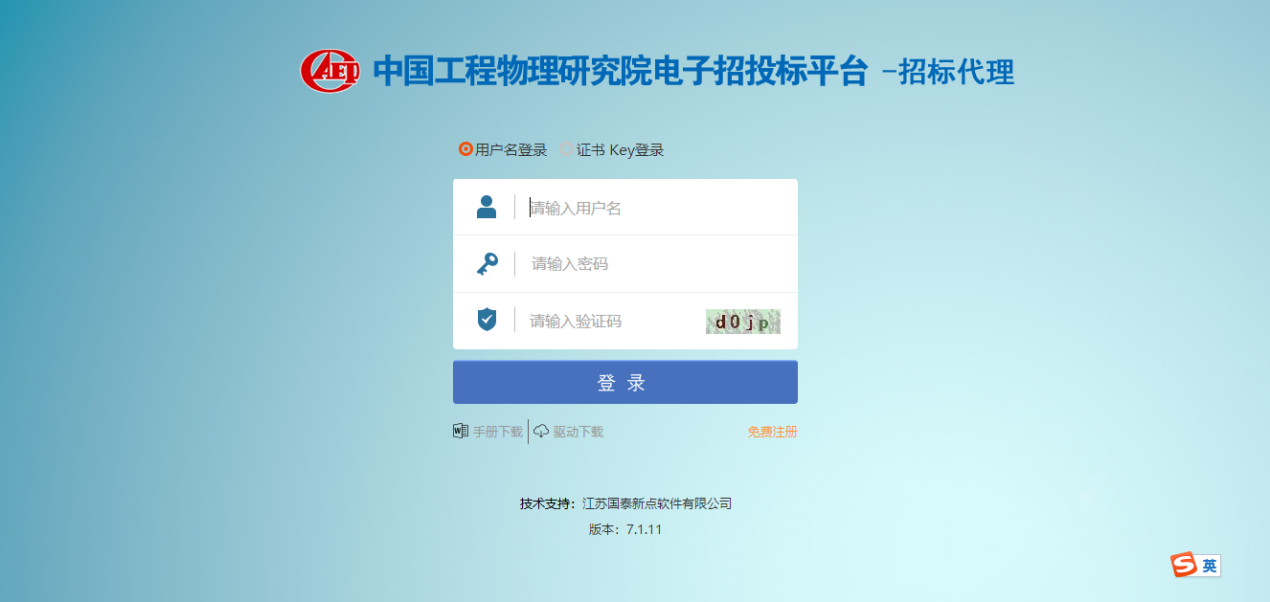 CAEP 中国工程物理研究院电子招投标平台 -招标代理
用户名登录 证书 Key登录
请输入用户名
请输入密码
请输入验证码 d0jp
登 录
手册下载 驱动下载 免费注册
技术支持：江苏国泰新点软件有限公司
版本：7.1.11
S 英